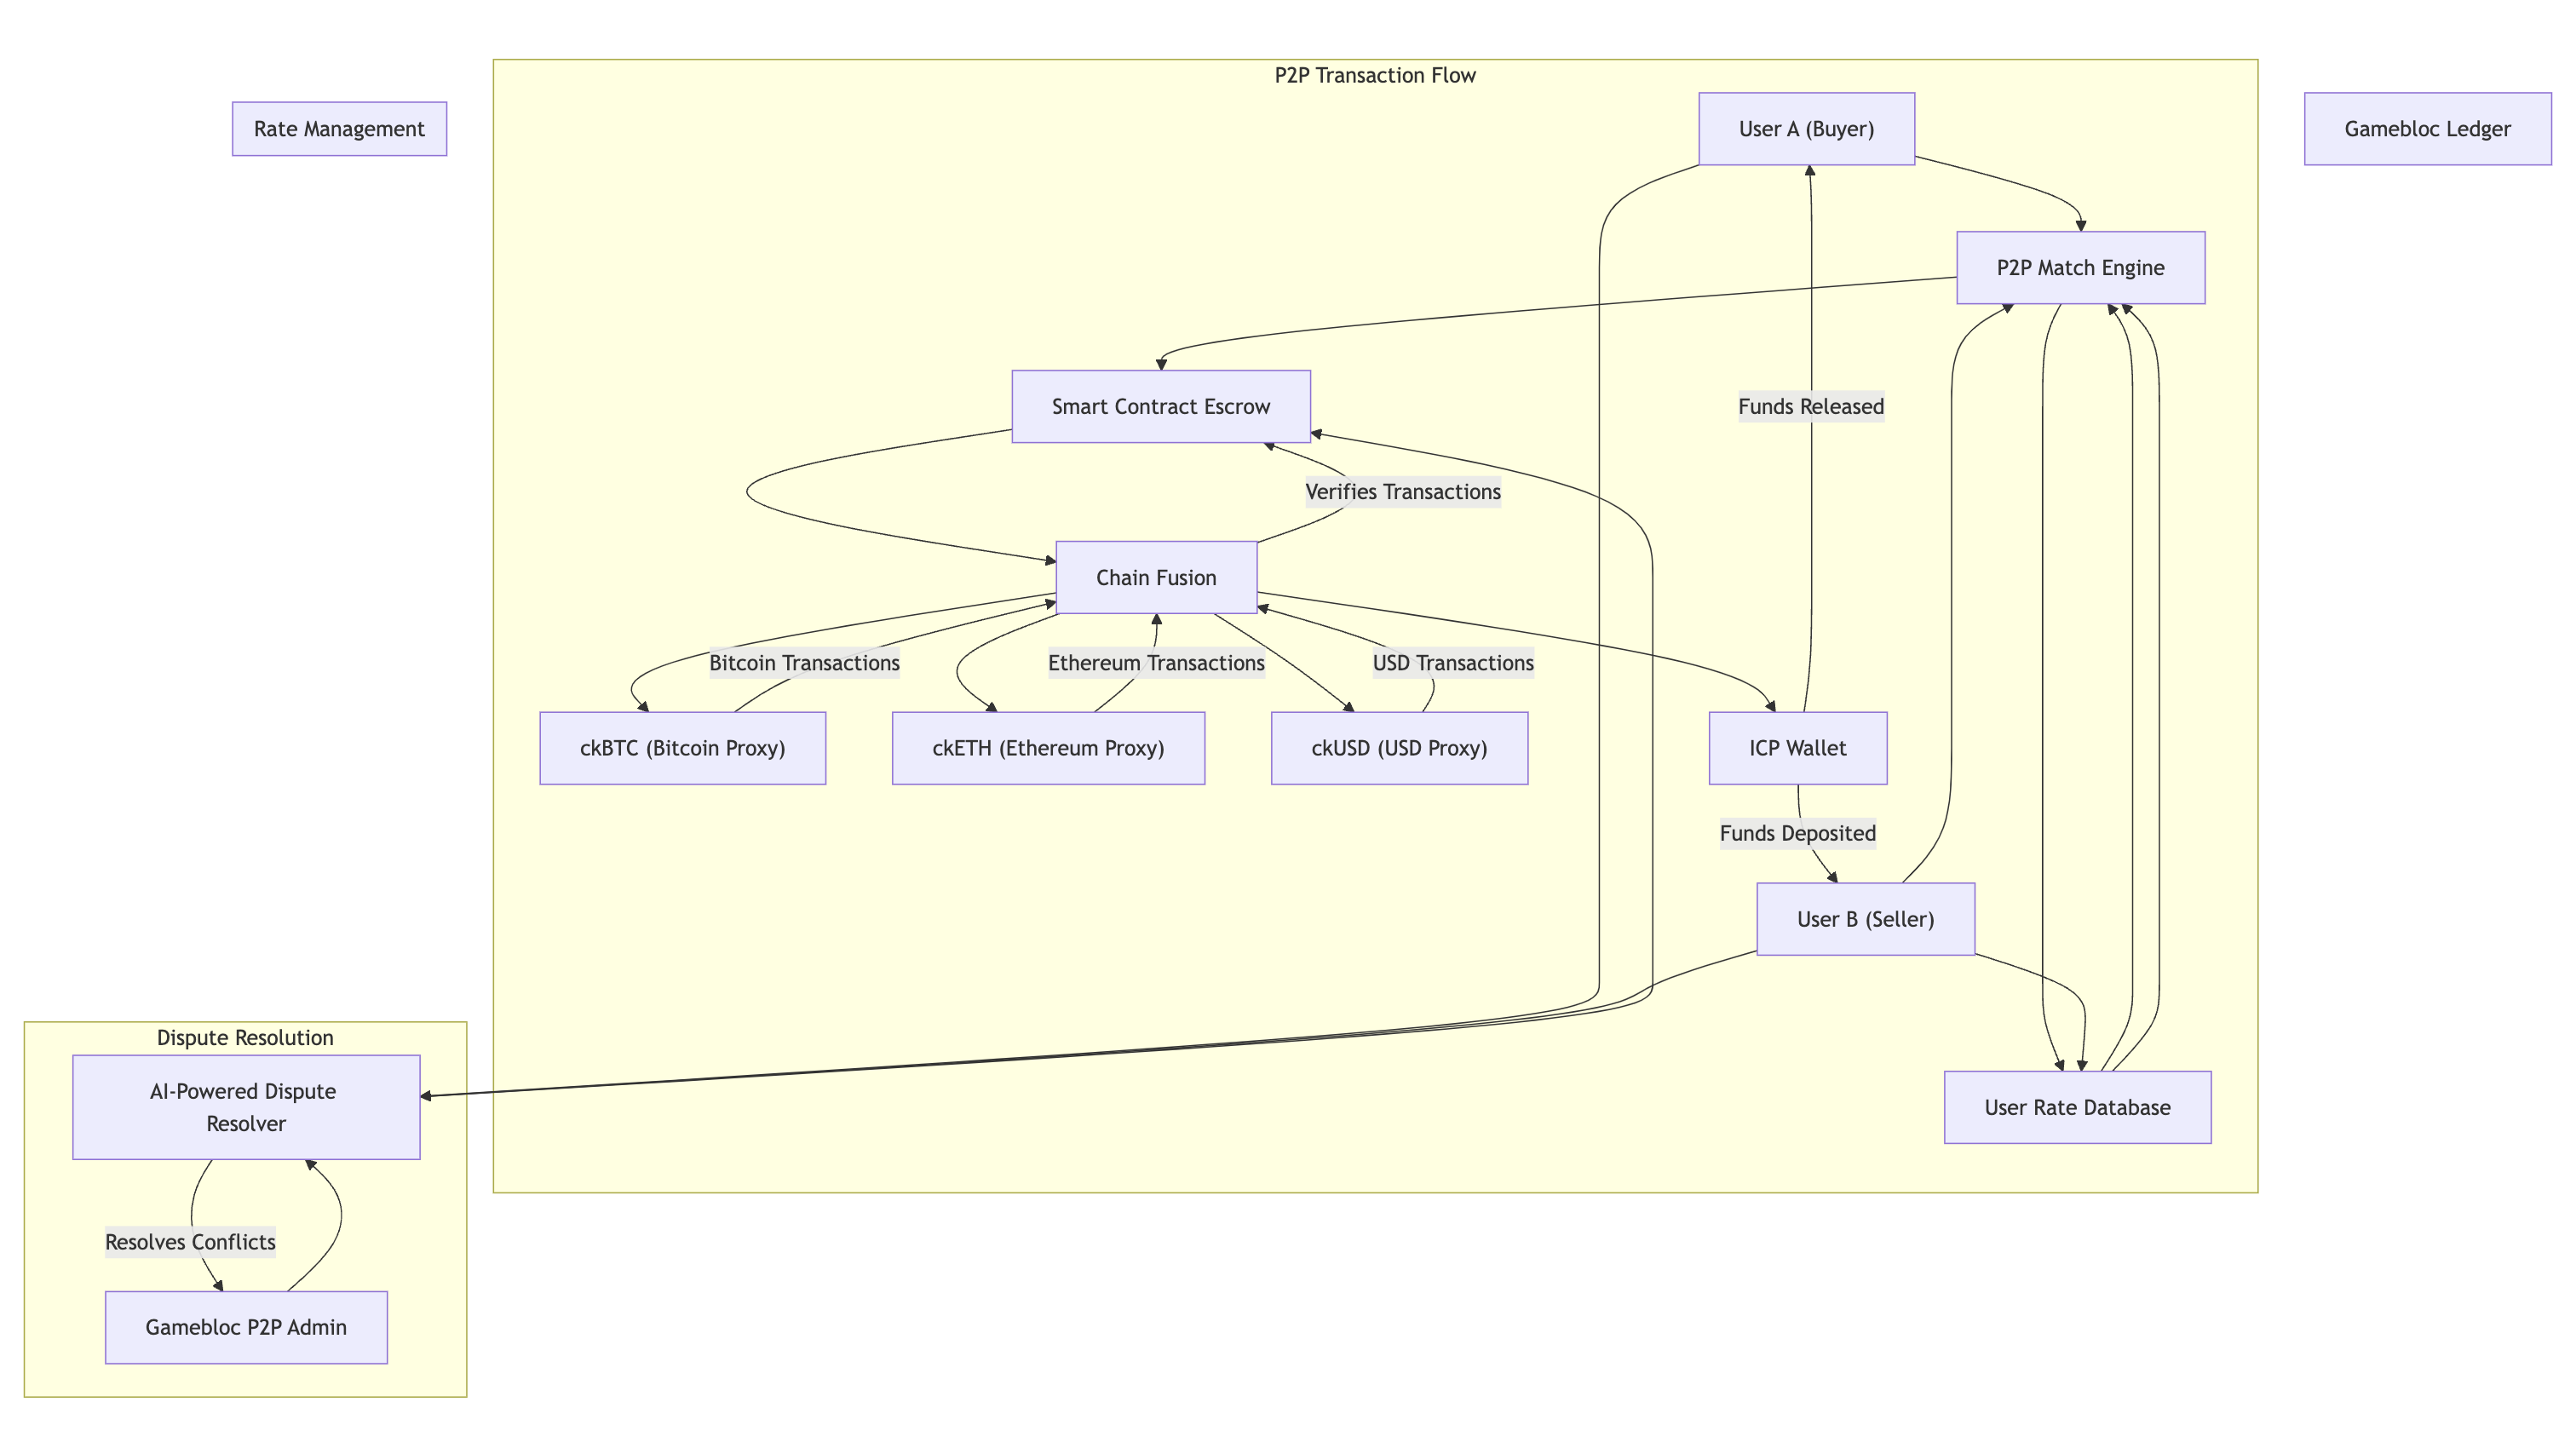 P2P Transaction Flow
Rate Management
User A (Buyer)
Gamebloc Ledger
P2P Match Engine
Smart Contract Escrow
Funds Released
Verifies Transactions
Chain Fusion
Bitcoin Transactions
Ethereum Transactions
USD Transactions
ckBTC (Bitcoin Proxy)
ckETH (Ethereum Proxy)
ckUSD (USD Proxy)
ICP Wallet
Funds Deposited
User B (Seller)
User Rate Database
Dispute Resolution
AI-Powered Dispute
Resolver
Resolves Conflicts
Gamebloc P2P Admin